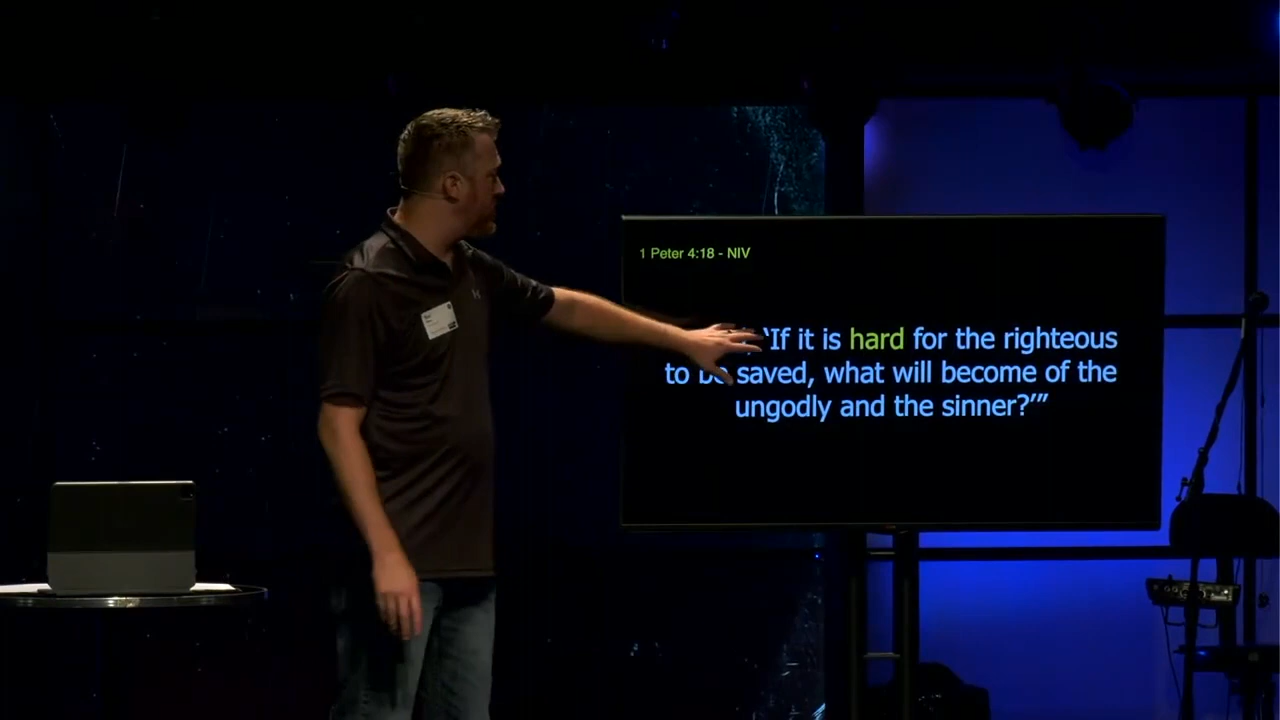 1 Peter 4:18 - NIV
“If it is hard for the righteous
to be saved, what will become of the
ungodly and the sinner?’”